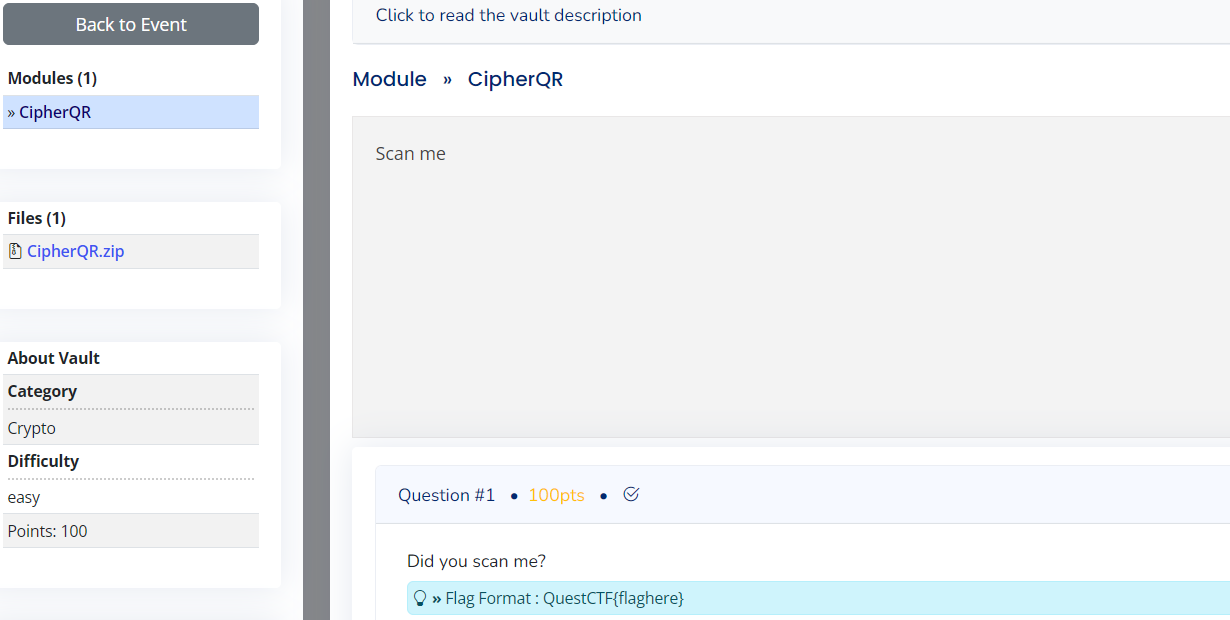 Back to Event
Modules (1)
» CipherQR
Files (1)
CipherQR.zip
About Vault
Category
Crypto
Difficulty
easy
Points: 100
Click to read the vault description
Module » CipherQR
Scan me
Question #1 • 100pts •
Did you scan me?
» Flag Format : QuestCTF{flaghere}